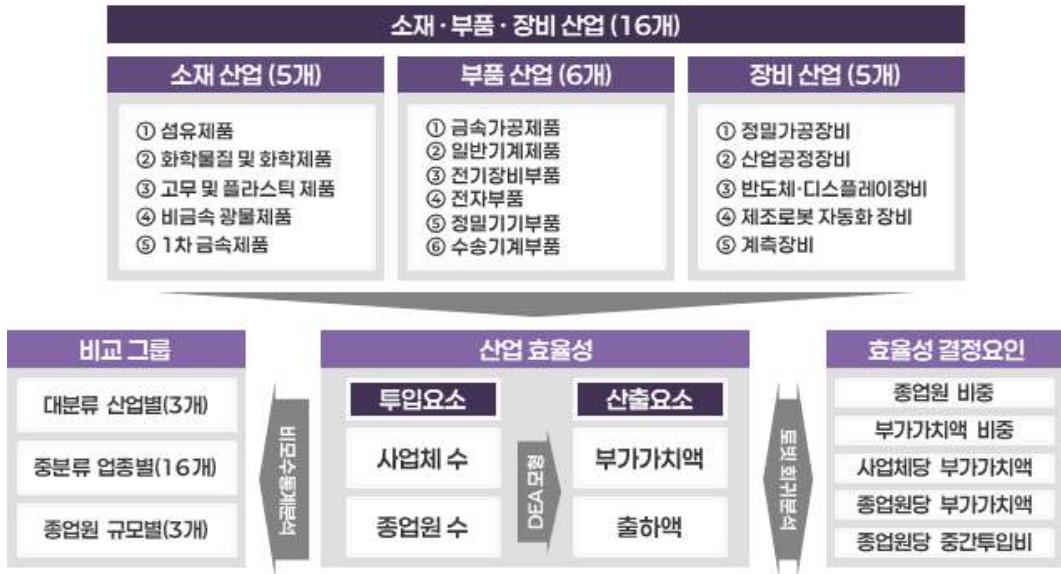 소재·부품·장비 산업 (16개)
소재 산업 (5개)
① 섬유제품
② 화학물질 및 화학제품
③ 고무 및 플라스틱 제품
④ 비금속 광물제품
⑤ 1차 금속제품
부품 산업 (6개)
① 금속가공제품
② 일반기계제품
③ 전기장비부품
④ 전자부품
⑤ 정밀기기부품
⑥ 수송기계부품
장비 산업 (5개)
① 정밀가공장비
② 산업공정장비
③ 반도체·디스플레이장비
④ 제조로봇 자동화 장비
⑤ 계측장비
비교 그룹
대분류 산업별(3개)
중분류 업종별(16개)
종업원 규모별(3개)
비모수통계분석
산업 효율성
투입요소
사업체 수
종업원 수
DEA 모형
산출요소
부가가치액
출하액
토빗 회귀분석
효율성 결정요인
종업원 비중
부가가치액 비중
사업체당 부가가치액
종업원당 부가가치액
종업원당 중간투입비